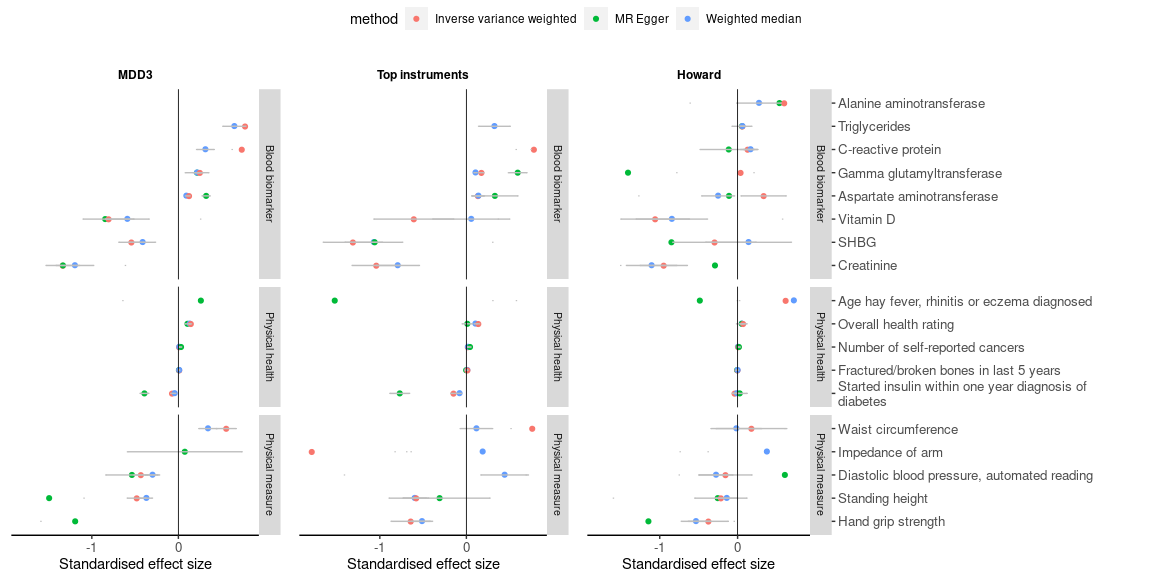 method Inverse variance weighted MR Egger Weighted median
MDD3 Top instruments Howard
Blood biomarker Blood biomarker Blood biomarker
Alanine aminotransferase
Triglycerides
C-reactive protein
Gamma glutamyltransferase
Aspartate aminotransferase
Vitamin D
SHBG
Creatinine
Physical health Physical health Physical health
Age hay fever, rhinitis or eczema diagnosed
Overall health rating
Number of self-reported cancers
Fractured/broken bones in last 5 years
Started insulin within one year diagnosis of
diabetes
Physical measure Physical measure Physical measure
Waist circumference
Impedance of arm
Diastolic blood pressure, automated reading
Standing height
Hand grip strength
-1 0 -1 0 -1 0
Standardised effect size Standardised effect size Standardised effect size